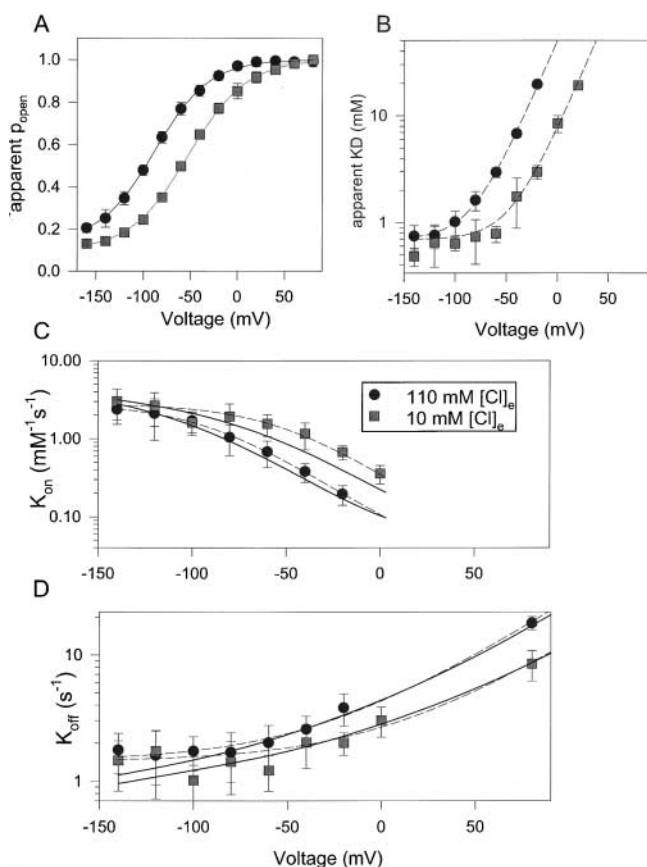 A
B
apparent p_open
1.0
0.8
0.6
0.4
0.2
0.0
-150 -100 -50 0 50
Voltage (mV)
apparent KD (mM)
10
1
-150 -100 -50 0 50
Voltage (mV)
C
K_on (mM⁻¹s⁻¹)
10.00
1.00
0.10
110 mM [Cl]_e
10 mM [Cl]_e
-150 -100 -50 0 50
D
K_off (s⁻¹)
10
1
-150 -100 -50 0 50
Voltage (mV)